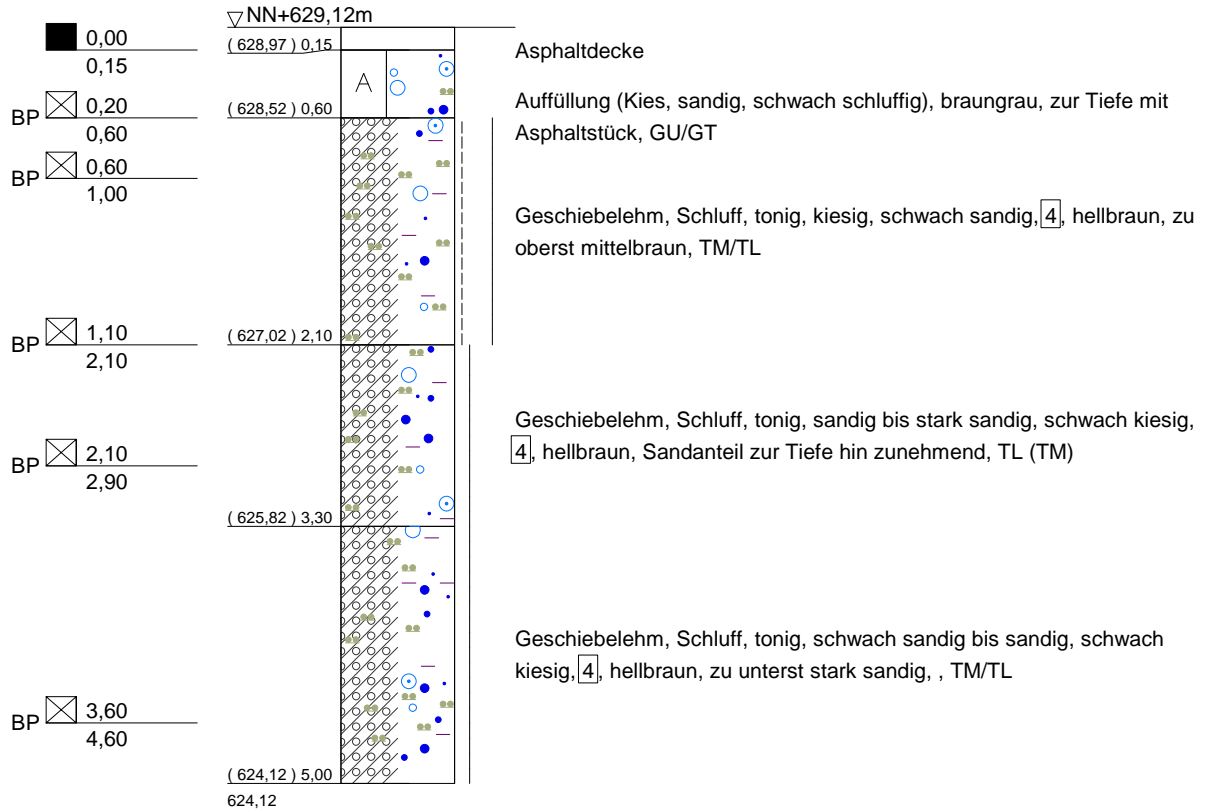 NN+629,12m
0,00
0,15
( 628,97 ) 0,15
Asphaltdecke
A
BP 0,20
0,60
( 628,52 ) 0,60
Auffüllung (Kies, sandig, schwach schluffig), braungrau, zur Tiefe mit
Asphaltstück, GU/GT
BP 0,60
1,00
Geschiebelehm, Schluff, tonig, kiesig, schwach sandig, 4, hellbraun, zu
oberst mittelbraun, TM/TL
BP 1,10
2,10
( 627,02 ) 2,10
Geschiebelehm, Schluff, tonig, sandig bis stark sandig, schwach kiesig,
4, hellbraun, Sandanteil zur Tiefe hin zunehmend, TL (TM)
BP 2,10
2,90
( 625,82 ) 3,30
Geschiebelehm, Schluff, tonig, schwach sandig bis sandig, schwach
kiesig, 4, hellbraun, zu unterst stark sandig, , TM/TL
BP 3,60
4,60
( 624,12 ) 5,00
624,12